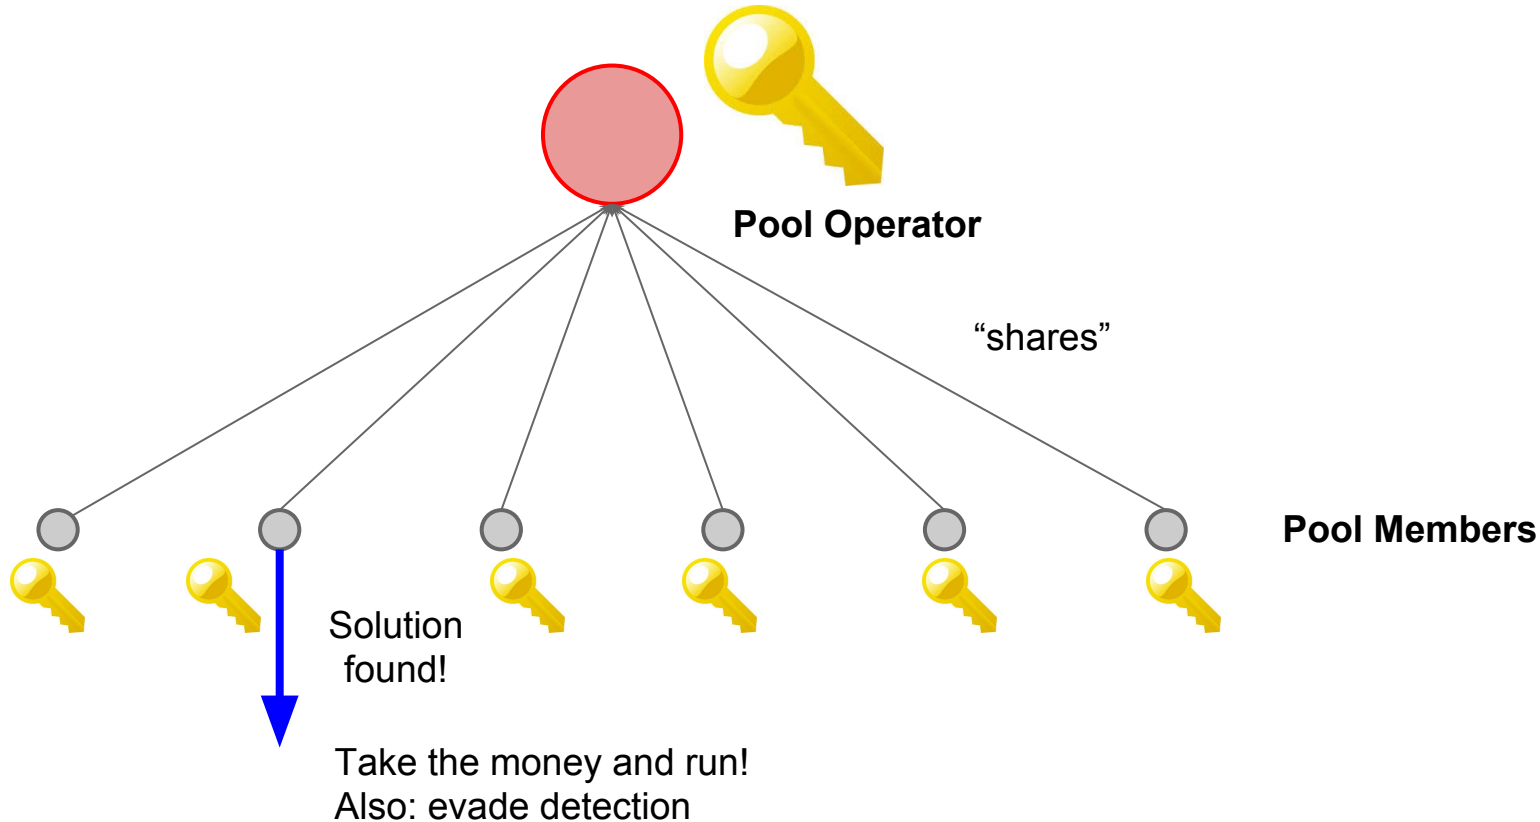 Pool Operator
“shares”
Pool Members
Solution
found!
Take the money and run!
Also: evade detection